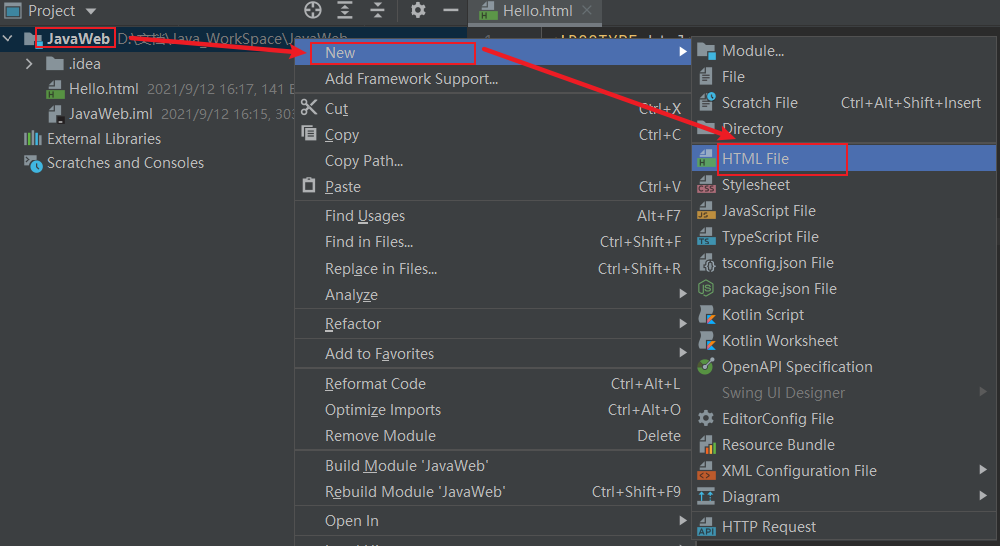 Project
Hello.html
JavaWeb D:\文档\Java_WorkSpace\JavaWeb
.idea
Hello.html 2021/9/12 16:17, 141 B
JavaWeb.iml 2021/9/12 16:15, 303
External Libraries
Scratches and Consoles
New
Add Framework Support...
Cut Ctrl+X
Copy Ctrl+C
Copy Path...
Paste Ctrl+V
Find Usages Alt+F7
Find in Files... Ctrl+Shift+F
Replace in Files... Ctrl+Shift+R
Analyze
Refactor
Add to Favorites
Reformat Code Ctrl+Alt+L
Optimize Imports Ctrl+Alt+O
Remove Module Delete
Build Module 'JavaWeb'
Rebuild Module 'JavaWeb' Ctrl+Shift+F9
Open In
Module...
File
Scratch File Ctrl+Alt+Shift+Insert
Directory
HTML File
Stylesheet
JavaScript File
TypeScript File
tsconfig.json File
package.json File
Kotlin Script
Kotlin Worksheet
OpenAPI Specification
Swing UI Designer
EditorConfig File
Resource Bundle
XML Configuration File
Diagram
HTTP Request